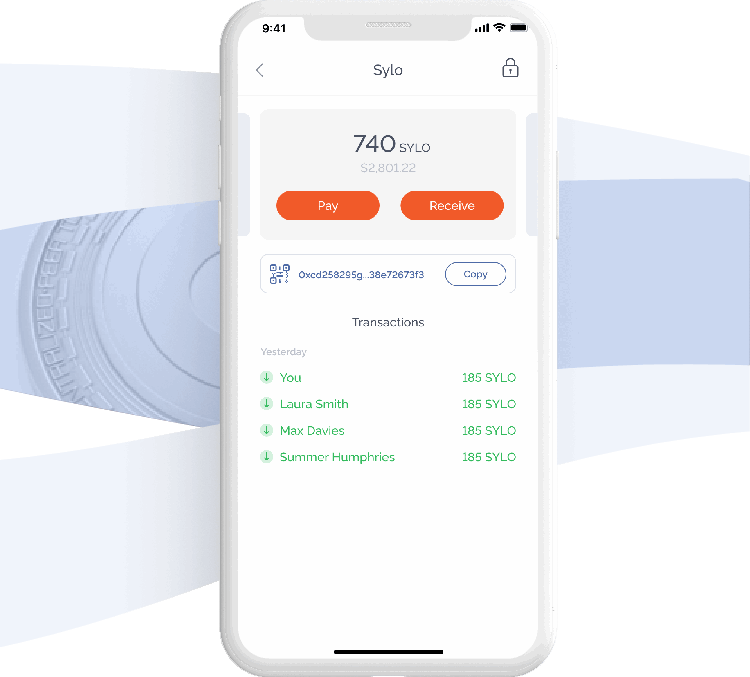 9:41
Sylo
740 SYLO
$2,801.22
Pay Receive
0xcd258295g...38e72673f3 Copy
Transactions
Yesterday
You 185 SYLO
Laura Smith 185 SYLO
Max Davies 185 SYLO
Summer Humphries 185 SYLO